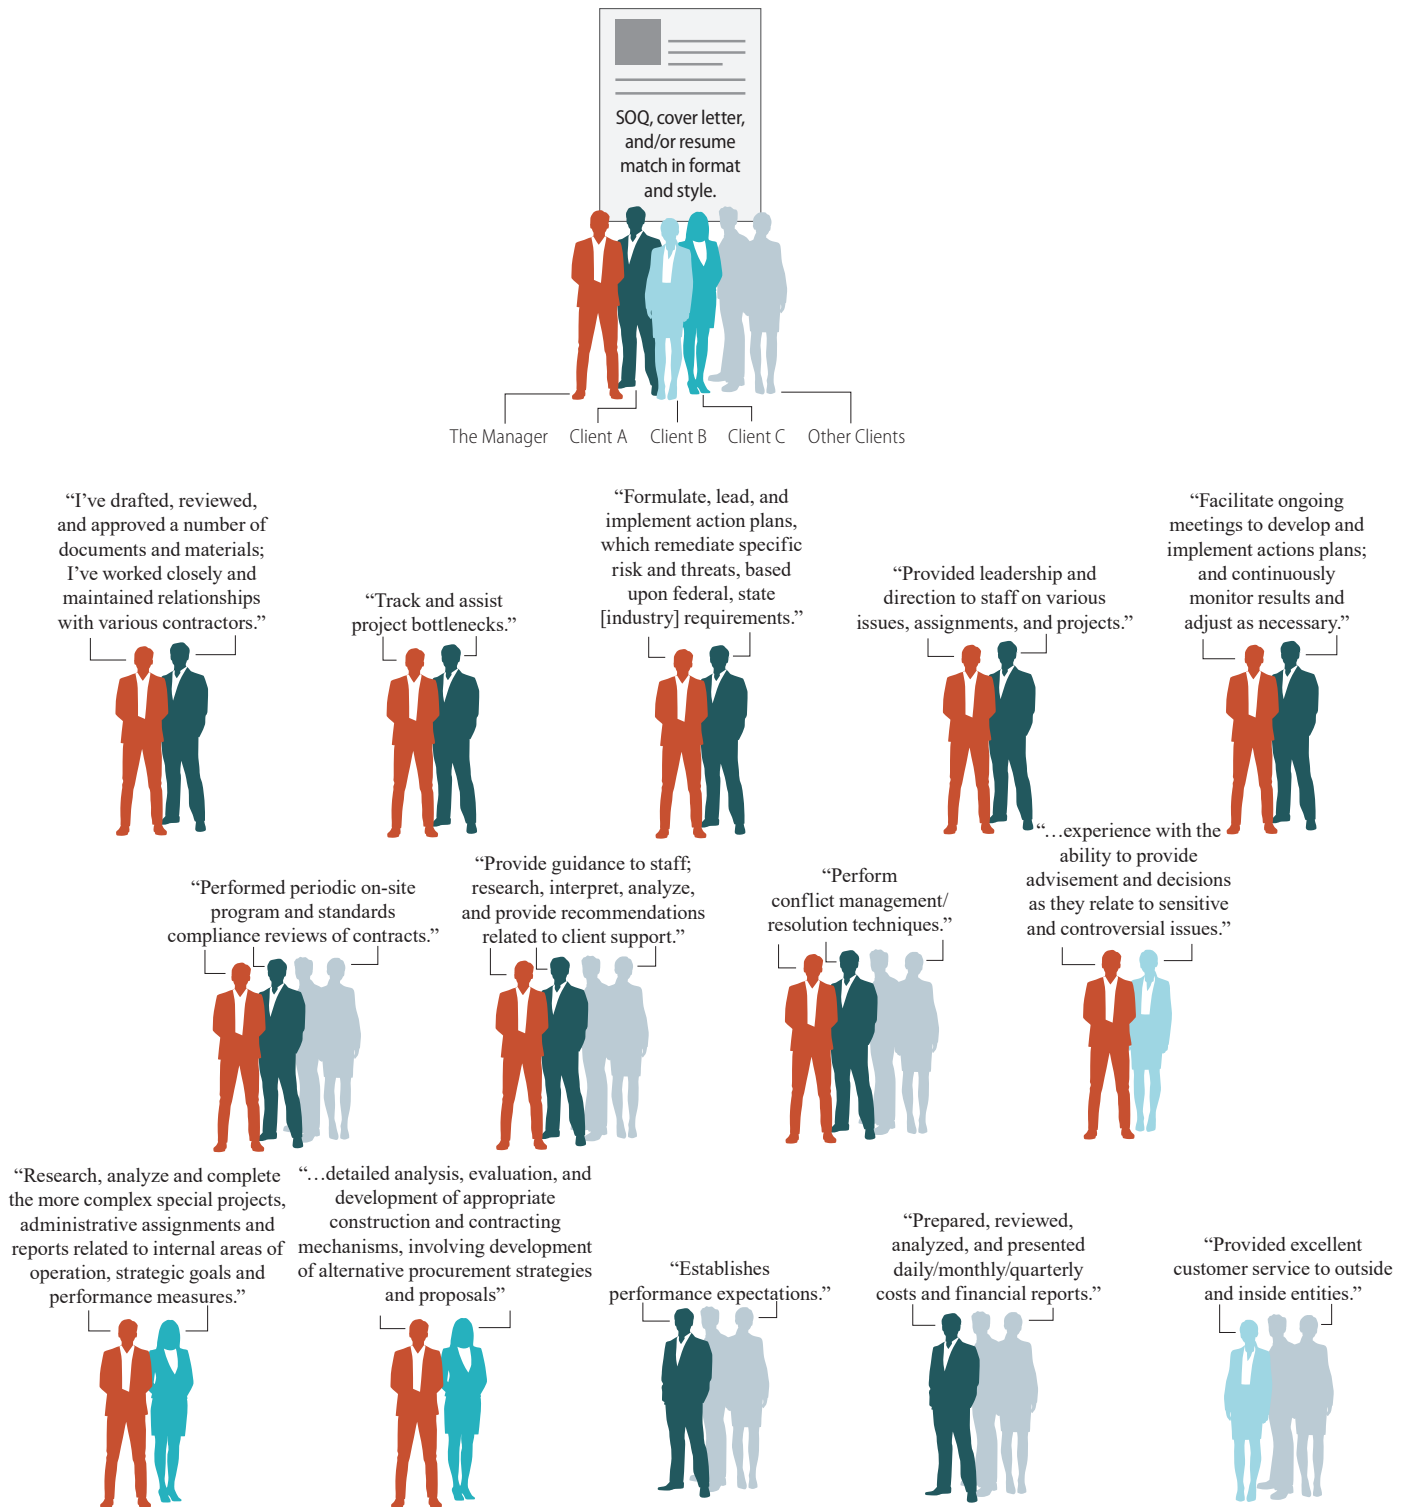 SOQ, cover letter,
and/or resume
match in format
and style.
The Manager
Client A
Client B
Client C
Other Clients
“I’ve drafted, reviewed,
and approved a number of
documents and materials;
I’ve worked closely and
maintained relationships
with various contractors.”
“Track and assist
project bottlenecks.”
“Formulate, lead, and
implement action plans,
which remediate specific
risk and threats, based
upon federal, state
[industry] requirements.”
“Provided leadership and
direction to staff on various
issues, assignments, and projects.”
“Facilitate ongoing
meetings to develop and
implement actions plans;
and continuously
monitor results and
adjust as necessary.”
“Performed periodic on-site
program and standards
compliance reviews of contracts.”
“Provide guidance to staff;
research, interpret, analyze,
and provide recommendations
related to client support.”
“Perform
conflict management/
resolution techniques.”
“…experience with the
ability to provide
advisement and decisions
as they relate to sensitive
and controversial issues.”
“Research, analyze and complete
the more complex special projects,
administrative assignments and
reports related to internal areas of
operation, strategic goals and
performance measures.”
“…detailed analysis, evaluation, and
development of appropriate
construction and contracting
mechanisms, involving development
of alternative procurement strategies
and proposals”
“Establishes
performance expectations.”
“Prepared, reviewed,
analyzed, and presented
daily/monthly/quarterly
costs and financial reports.”
“Provided excellent
customer service to outside
and inside entities.”